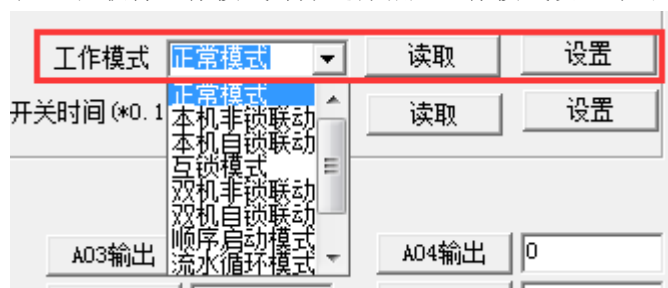 工作模式 正常模式 读取 设置
开关时间(*0.1 读取 设置
正常模式
本机非锁联动
本机自锁联动
互锁模式
双机非锁联动
双机自锁联动
顺序启动模式
流水循环模式
A03输出 A04输出 0